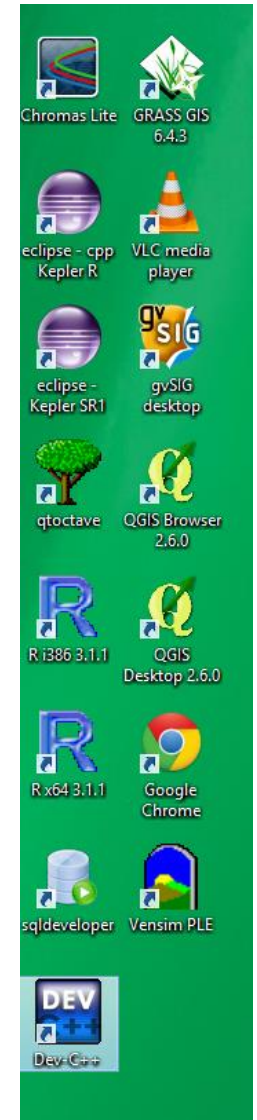 Chromas Lite
GRASS GIS
6.4.3
eclipse - cpp
Kepler R
VLC media
player
eclipse -
Kepler SR1
gvSIG
gvSIG
desktop
qtoctave
QGIS Browser
2.6.0
R
R i386 3.1.1
QGIS
Desktop 2.6.0
R
R x64 3.1.1
Google
Chrome
sqldeveloper
Vensim PLE
DEV
C++
Dev-C++